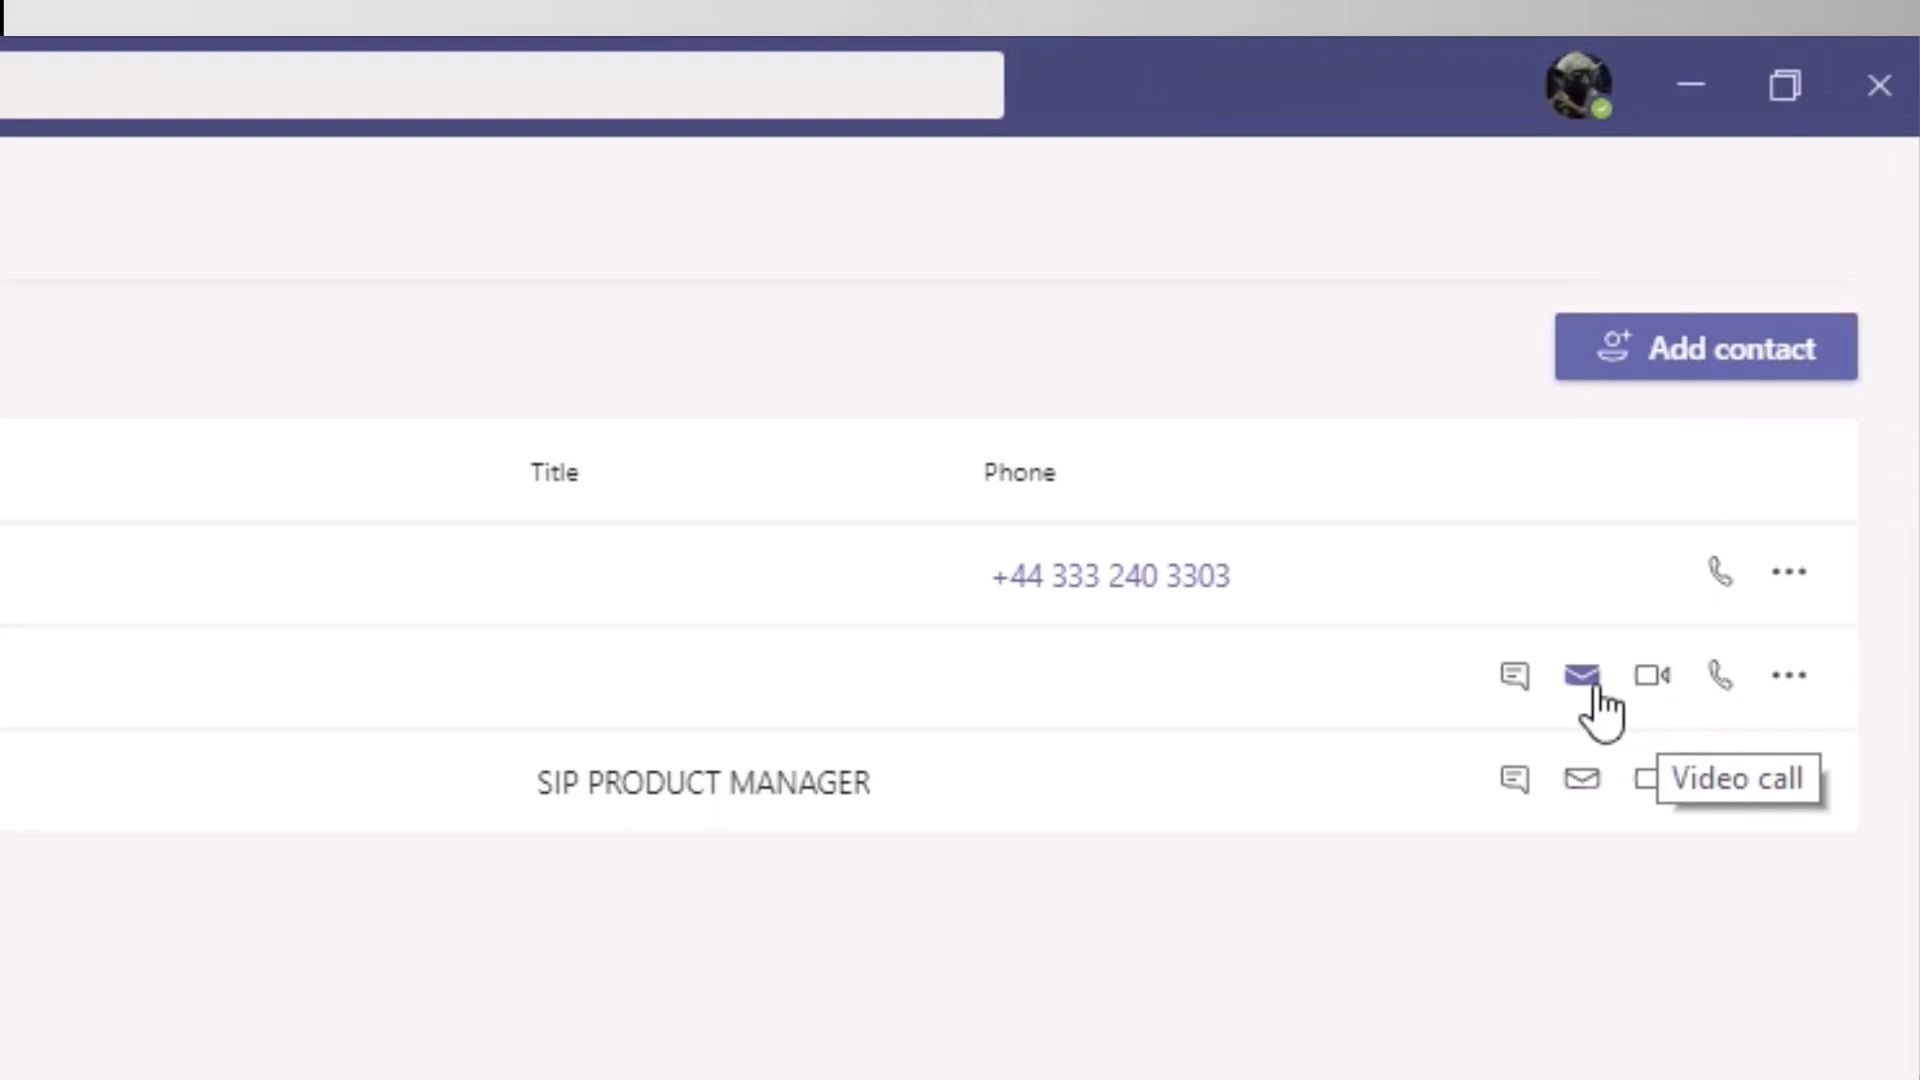 Add contact
Title Phone
+44 333 240 3303
SIP PRODUCT MANAGER
Video call